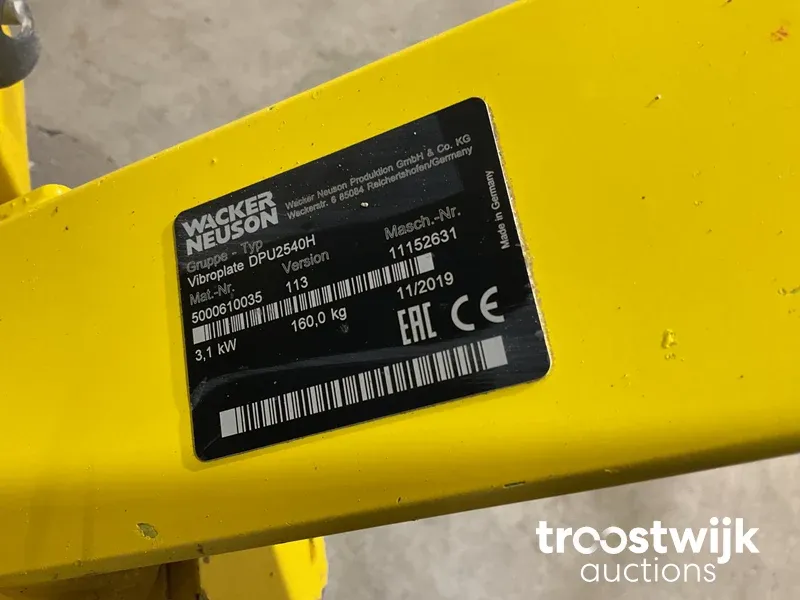 WACKER
NEUSON
Wacker Neuson Produktion GmbH & Co. KG
Wackerstr. 6 85084 Reichertshofen/Germany
Gruppe - Typ
Vibroplate DPU2540H
Mat.-Nr. Version Masch.-Nr.
5000610035 113 11152631
3,1 kW 160,0 kg 11/2019
EAC CE
Made in Germany
troostwijk
auctions